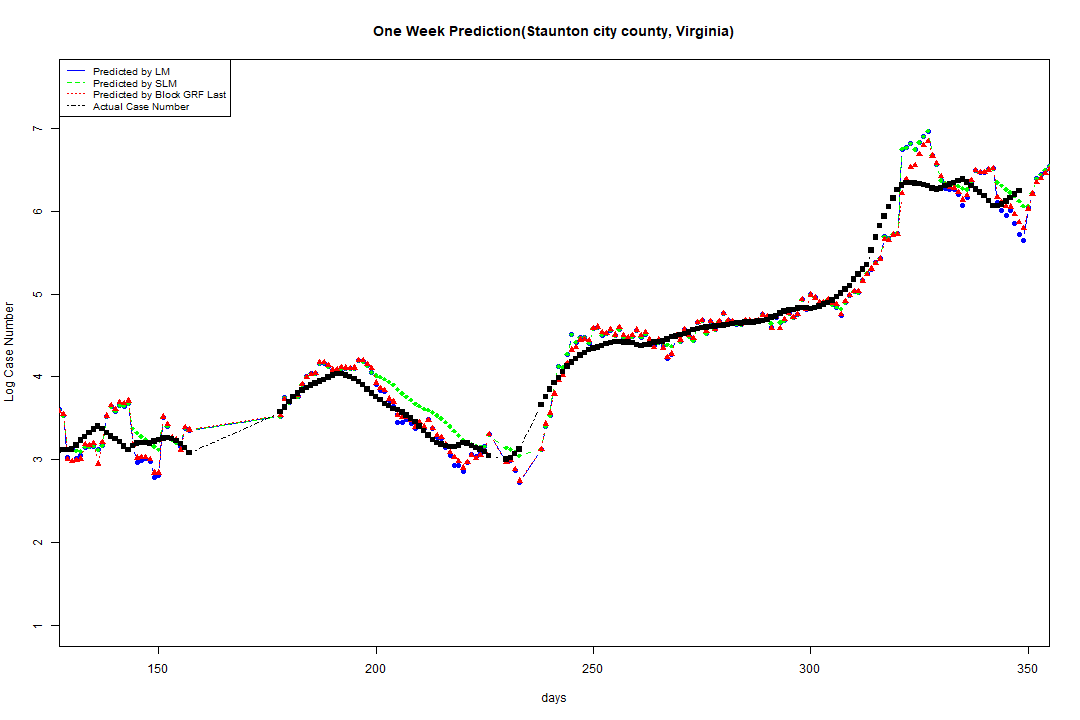 One Week Prediction(Staunton city county, Virginia)
Predicted by LM
Predicted by SLM
Predicted by Block GRF Last
Actual Case Number
Log Case Number
7
6
5
4
3
2
1
150 200 250 300 350
days